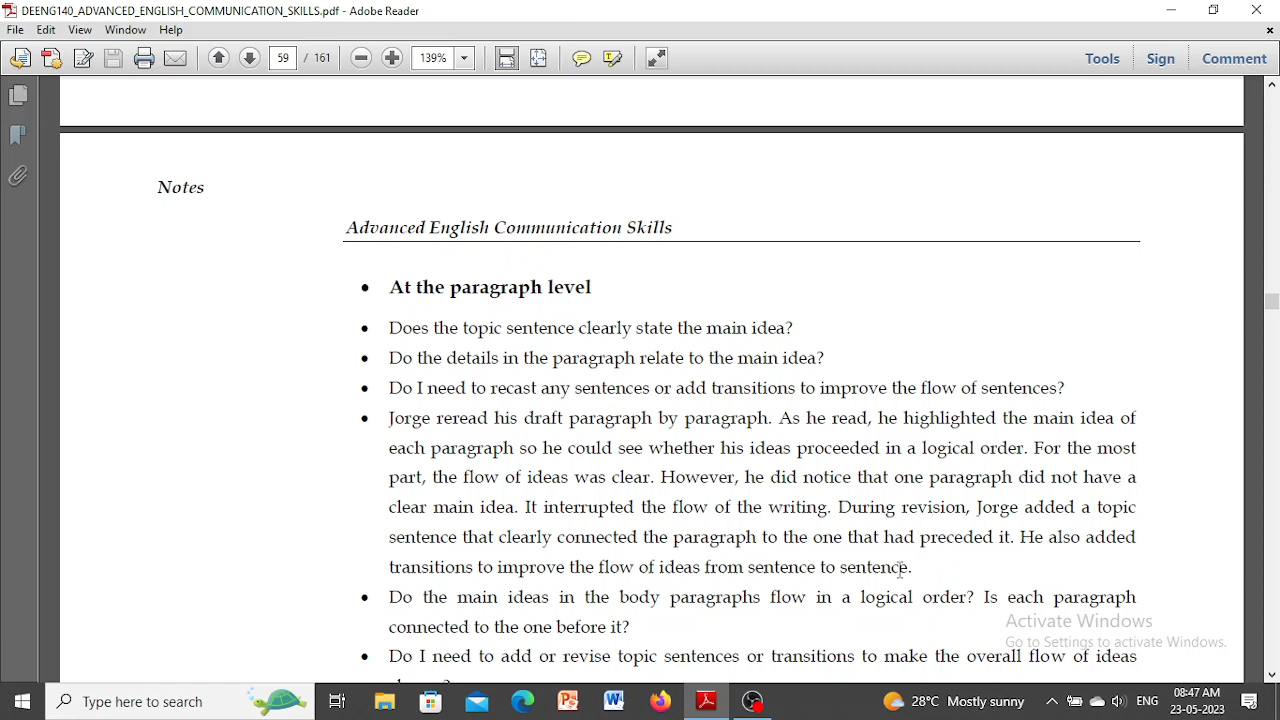 DEENG140_ADVANCED_ENGLISH_COMMUNICATION_SKILLS.pdf - Adobe Reader
File Edit View Window Help
59 / 161 139% Tools Sign Comment
Notes
Advanced English Communication Skills
• At the paragraph level
• Does the topic sentence clearly state the main idea?
• Do the details in the paragraph relate to the main idea?
• Do I need to recast any sentences or add transitions to improve the flow of sentences?
• Jorge reread his draft paragraph by paragraph. As he read, he highlighted the main idea of
each paragraph so he could see whether his ideas proceeded in a logical order. For the most
part, the flow of ideas was clear. However, he did notice that one paragraph did not have a
clear main idea. It interrupted the flow of the writing. During revision, Jorge added a topic
sentence that clearly connected the paragraph to the one that had preceded it. He also added
transitions to improve the flow of ideas from sentence to sentence.
• Do the main ideas in the body paragraphs flow in a logical order? Is each paragraph
connected to the one before it?
• Do I need to add or revise topic sentences or transitions to make the overall flow of ideas
Activate Windows
Go to Settings to activate Windows.
Type here to search
28°C Mostly sunny
ENG
08:47 AM
23-05-2023